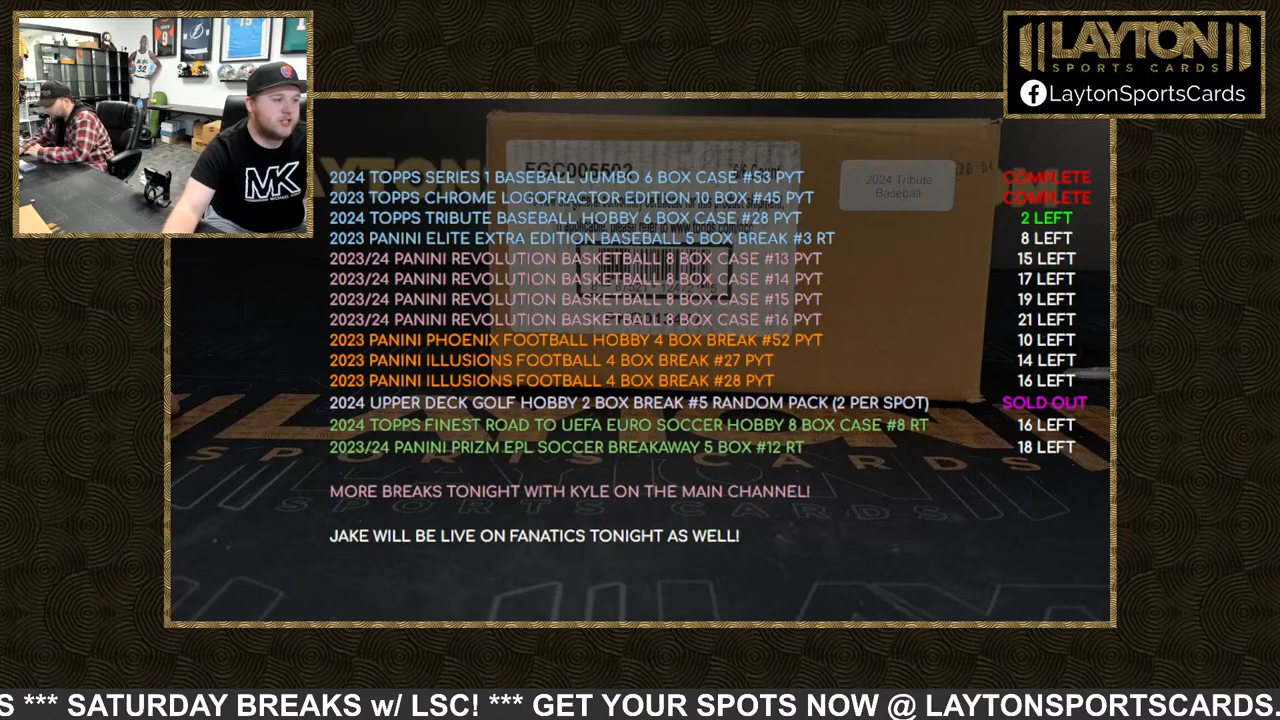 LAYTON
SPORTS CARDS
LaytonSportsCards
MK
2024 Tribute
Baseball
2024 TOPPS SERIES 1 BASEBALL JUMBO 6 BOX CASE #53 PYT COMPLETE
2023 TOPPS CHROME LOGOFRACTOR EDITION 10 BOX #45 PYT COMPLETE
2024 TOPPS TRIBUTE BASEBALL HOBBY 6 BOX CASE #28 PYT 2 LEFT
2023 PANINI ELITE EXTRA EDITION BASEBALL 5 BOX BREAK #3 RT 8 LEFT
2023/24 PANINI REVOLUTION BASKETBALL 8 BOX CASE #13 PYT 15 LEFT
2023/24 PANINI REVOLUTION BASKETBALL 8 BOX CASE #14 PYT 17 LEFT
2023/24 PANINI REVOLUTION BASKETBALL 8 BOX CASE #15 PYT 19 LEFT
2023/24 PANINI REVOLUTION BASKETBALL 8 BOX CASE #16 PYT 21 LEFT
2023 PANINI PHOENIX FOOTBALL HOBBY 4 BOX BREAK #52 PYT 10 LEFT
2023 PANINI ILLUSIONS FOOTBALL 4 BOX BREAK #27 PYT 14 LEFT
2023 PANINI ILLUSIONS FOOTBALL 4 BOX BREAK #28 PYT 16 LEFT
2024 UPPER DECK GOLF HOBBY 2 BOX BREAK #5 RANDOM PACK (2 PER SPOT) SOLD OUT
2024 TOPPS FINEST ROAD TO UEFA EURO SOCCER HOBBY 8 BOX CASE #8 RT 16 LEFT
2023/24 PANINI PRIZM EPL SOCCER BREAKAWAY 5 BOX #12 RT 18 LEFT
MORE BREAKS TONIGHT WITH KYLE ON THE MAIN CHANNEL!
JAKE WILL BE LIVE ON FANATICS TONIGHT AS WELL!
S *** SATURDAY BREAKS w/ LSC! *** GET YOUR SPOTS NOW @ LAYTONSPORTSCARDS.